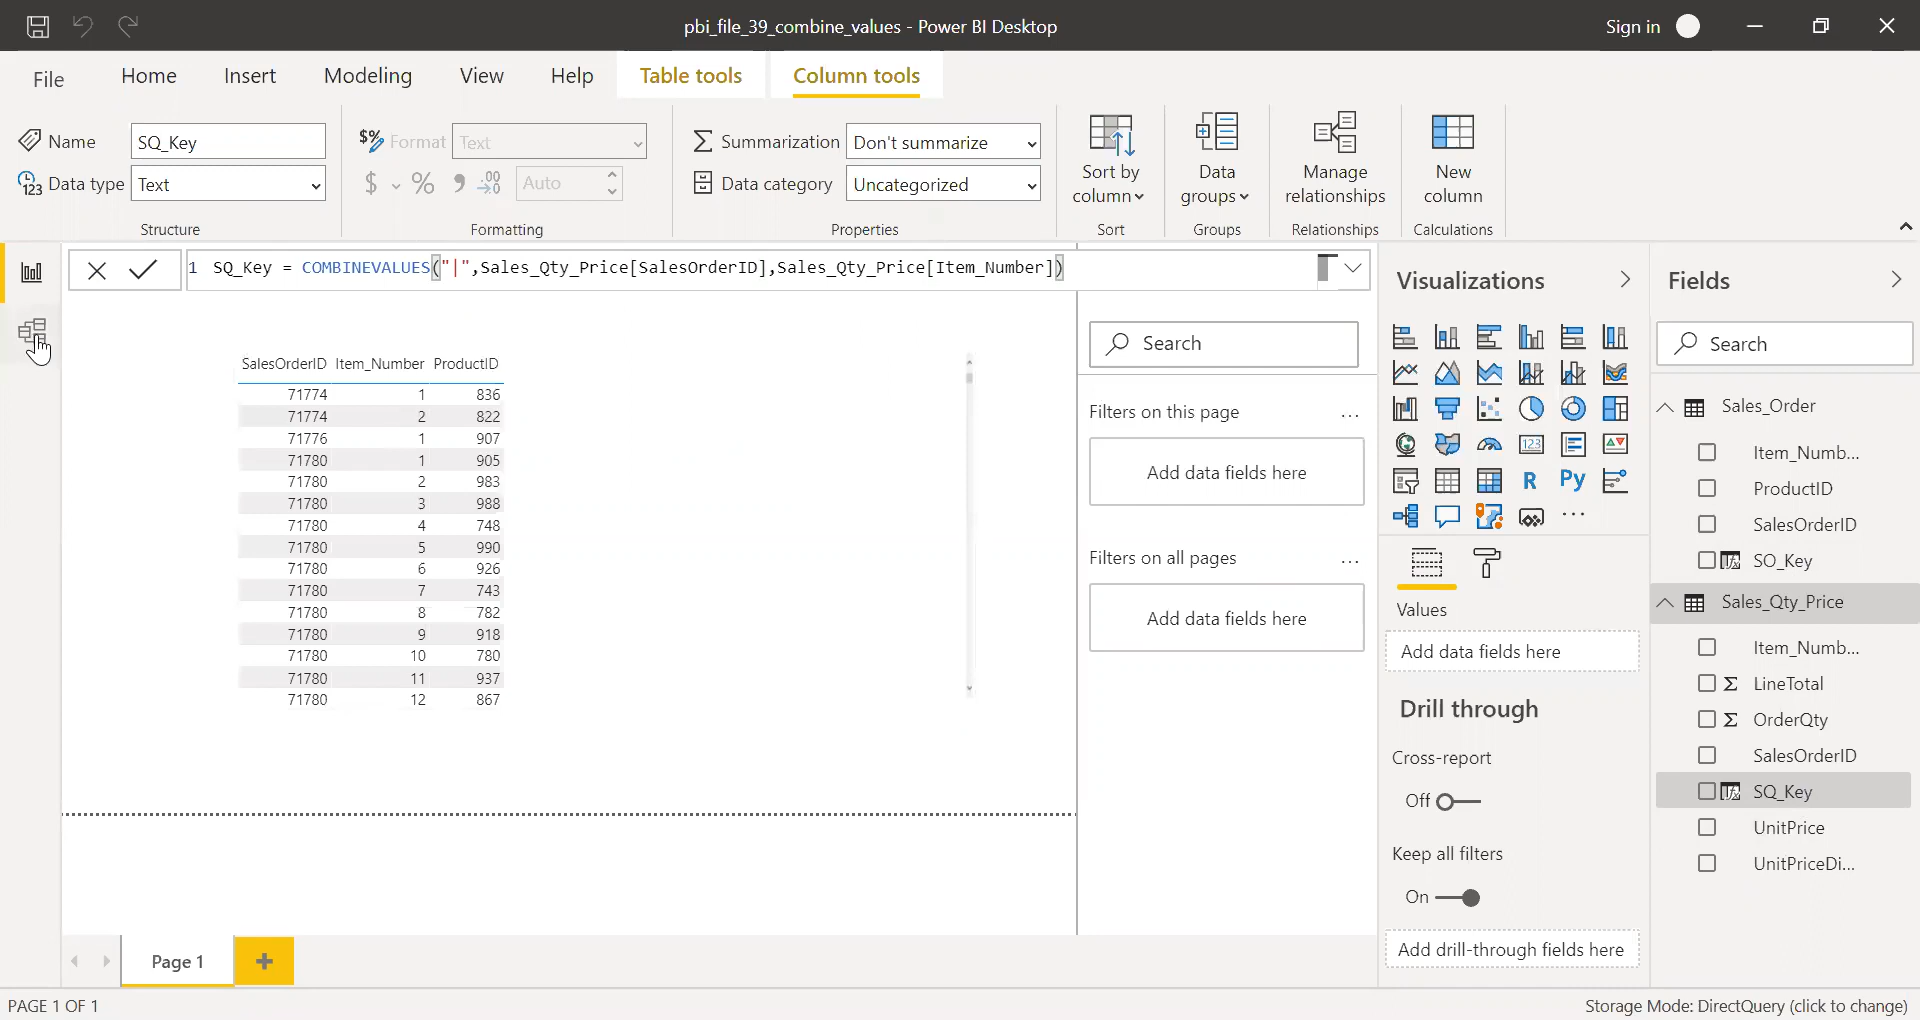 pbi_file_39_combine_values - Power BI Desktop
Sign in
File Home Insert Modeling View Help Table tools Column tools
Name SQ_Key
Data type Text
Structure
$% Format Text
$ % 9 .00 Auto
Formatting
Summarization Don't summarize
Data category Uncategorized
Properties
Sort by
column
Sort
Data
groups
Groups
Manage
relationships
Relationships
New
column
Calculations
1 SQ_Key = COMBINEVALUES("|",Sales_Qty_Price[SalesOrderID],Sales_Qty_Price[Item_Number])
SalesOrderID Item_Number ProductID
71774 1 836
71774 2 822
71776 1 907
71780 1 905
71780 2 983
71780 3 988
71780 4 748
71780 5 990
71780 6 926
71780 7 743
71780 8 782
71780 9 918
71780 10 780
71780 11 937
71780 12 867
Search
Filters on this page ...
Add data fields here
Filters on all pages ...
Add data fields here
Visualizations
123
R Py
...
Values
Add data fields here
Drill through
Cross-report
Off
Keep all filters
On
Add drill-through fields here
Fields
Search
Sales_Order
Item_Numb...
ProductID
SalesOrderID
SO_Key
Sales_Qty_Price
Item_Numb...
Σ LineTotal
Σ OrderQty
SalesOrderID
SQ_Key
UnitPrice
UnitPriceDi...
Page 1 +
PAGE 1 OF 1
Storage Mode: DirectQuery (click to change)